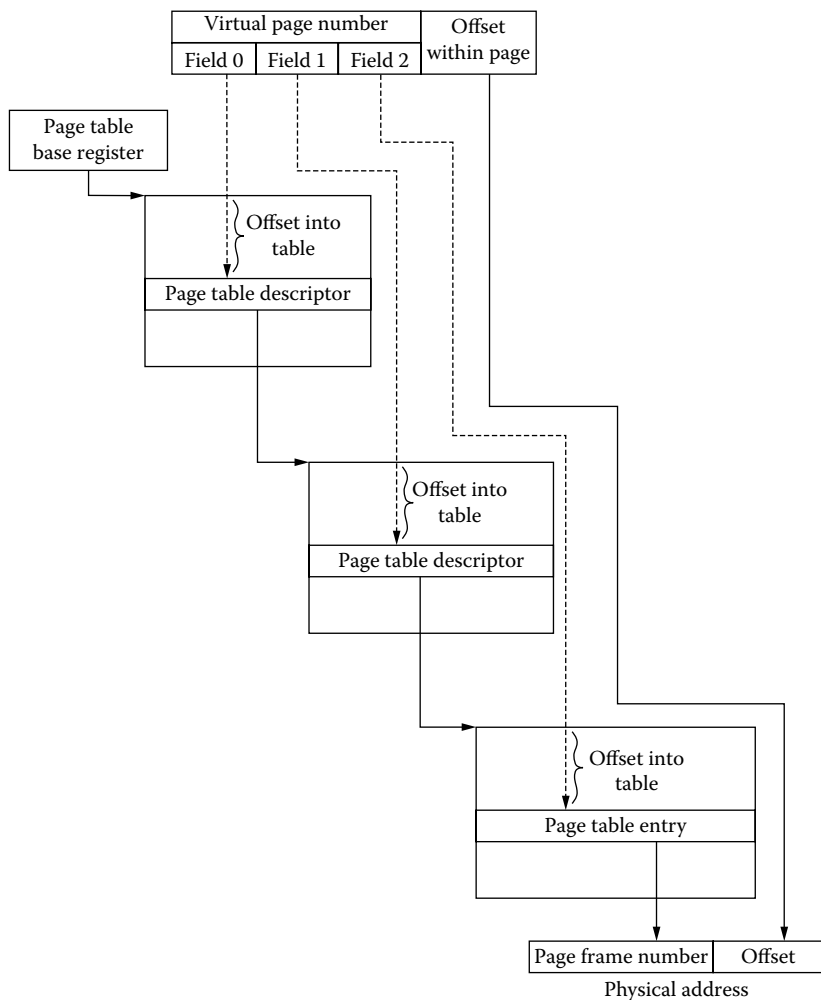 Virtual page number
Offset
within page
Field 0
Field 1
Field 2
Page table
base register
Offset into
table
Page table descriptor
Offset into
table
Page table descriptor
Offset into
table
Page table entry
Page frame number
Offset
Physical address